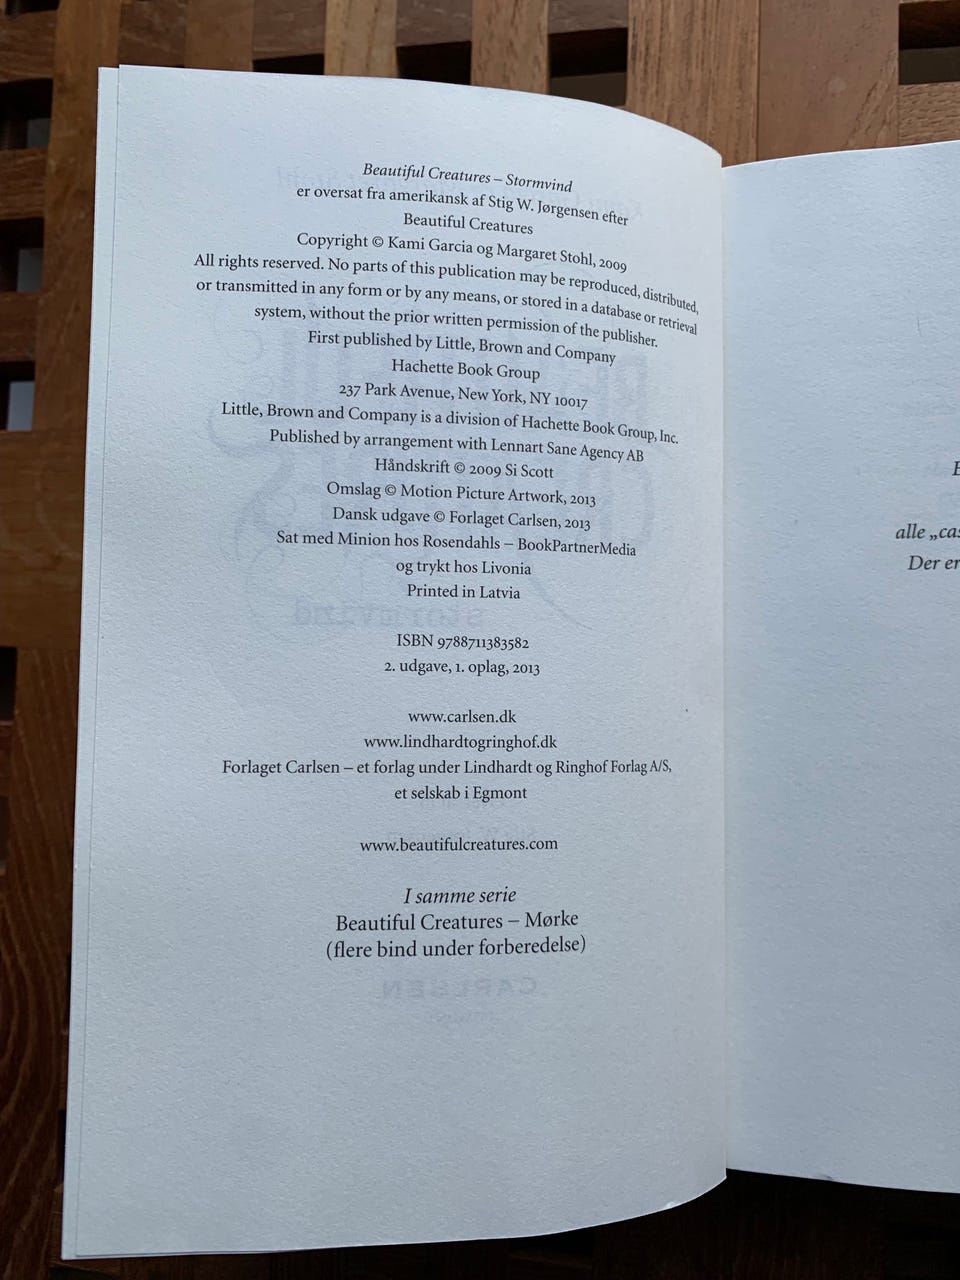 Beautiful Creatures – Stormvind
er oversat fra amerikansk af Stig W. Jørgensen efter
Beautiful Creatures
Copyright © Kami Garcia og Margaret Stohl, 2009
All rights reserved. No parts of this publication may be reproduced, distributed,
or transmitted in any form or by any means, or stored in a database or retrieval
system, without the prior written permission of the publisher.
First published by Little, Brown and Company
Hachette Book Group
237 Park Avenue, New York, NY 10017
Little, Brown and Company is a division of Hachette Book Group, Inc.
Published by arrangement with Lennart Sane Agency AB
Håndskrift © 2009 Si Scott
Omslag © Motion Picture Artwork, 2013
Dansk udgave © Forlaget Carlsen, 2013
Sat med Minion hos Rosendahls – BookPartnerMedia
og trykt hos Livonia
Printed in Latvia
ISBN 9788711383582
2. udgave, 1. oplag, 2013
www.carlsen.dk
www.lindhardtogringhof.dk
Forlaget Carlsen – et forlag under Lindhardt og Ringhof Forlag A/S,
et selskab i Egmont
www.beautifulcreatures.com
I samme serie
Beautiful Creatures – Mørke
(flere bind under forberedelse)
alle „cas
Der er